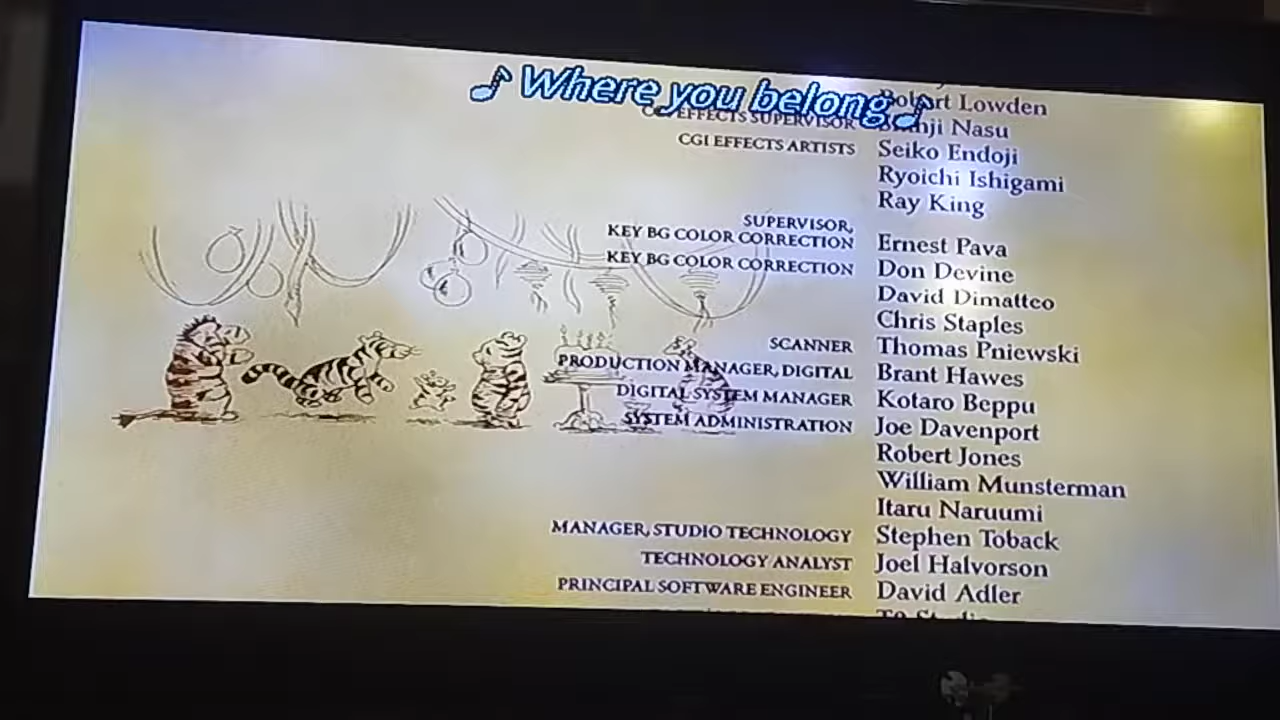 ♪ Where you belong ♪
Robert Lowden
CGI EFFECTS SUPERVISOR Nasu
CGI EFFECTS ARTISTS Seiko Endoji
Ryoichi Ishigami
Ray King
SUPERVISOR,
KEY BG COLOR CORRECTION Ernest Pava
KEY BG COLOR CORRECTION Don Devine
David Dimatteo
Chris Staples
SCANNER Thomas Pniewski
PRODUCTION MANAGER, DIGITAL Brant Hawes
DIGITAL SYSTEM MANAGER Kotaro Beppu
SYSTEM ADMINISTRATION Joe Davenport
Robert Jones
William Munsterman
Itaru Naruumi
MANAGER, STUDIO TECHNOLOGY Stephen Toback
TECHNOLOGY ANALYST Joel Halvorson
PRINCIPAL SOFTWARE ENGINEER David Adler